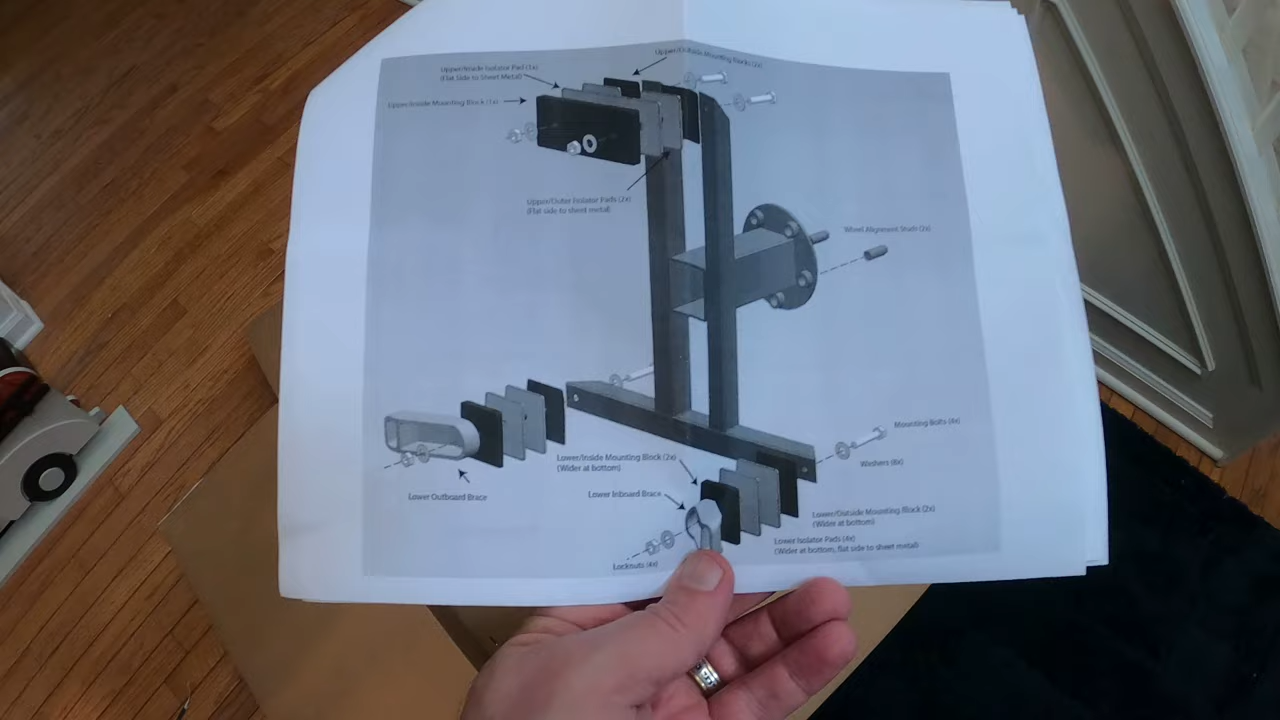 Upper/Outside Mounting Blocks (2x)
Upper/Inside Isolator Pad (1x)
(Flat Side to Sheet Metal)
Upper/Inside Mounting Block (1x)
Upper/Outer Isolator Pads (2x)
(Flat side to sheet metal)
Wheel Alignment Studs (2x)
Mounting Bolts (4x)
Lower/Inside Mounting Block (2x)
(Wider at bottom)
Washers (8x)
Lower Outboard Brace
Lower Inboard Brace
Lower/Outside Mounting Block (2x)
(Wider at bottom)
Lower Isolator Pads (4x)
(Wider at bottom, flat side to sheet metal)
Locknuts (4x)